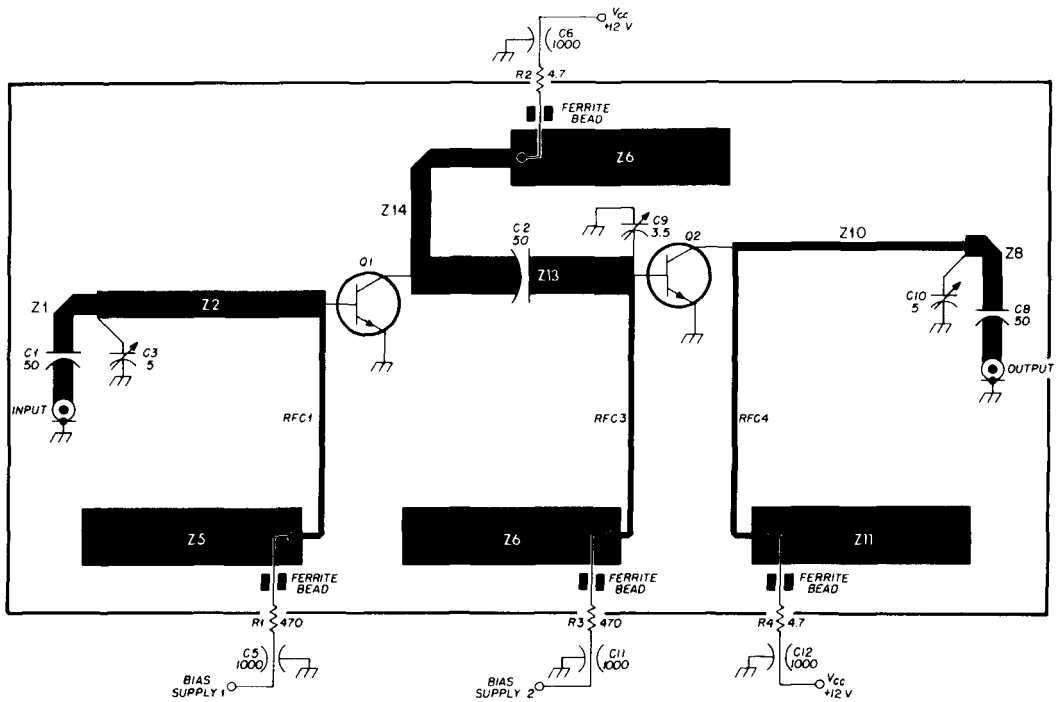 VCC
+12 V
C6
1000
R2 4.7
FERRITE
BEAD
Z6
Z14
C2
50
Z13
C9
3.5
Q2
Z10
Z8
Q1
Z1
Z2
C1
50
C3
5
C10
5
C8
50
INPUT
OUTPUT
RFC1
RFC3
RFC4
Z5
Z6
Z11
FERRITE
BEAD
FERRITE
BEAD
FERRITE
BEAD
R1 470
R3 470
R4 4.7
C5
1000
C11
1000
C12
1000
BIAS
SUPPLY 1
BIAS
SUPPLY 2
VCC
+12 V